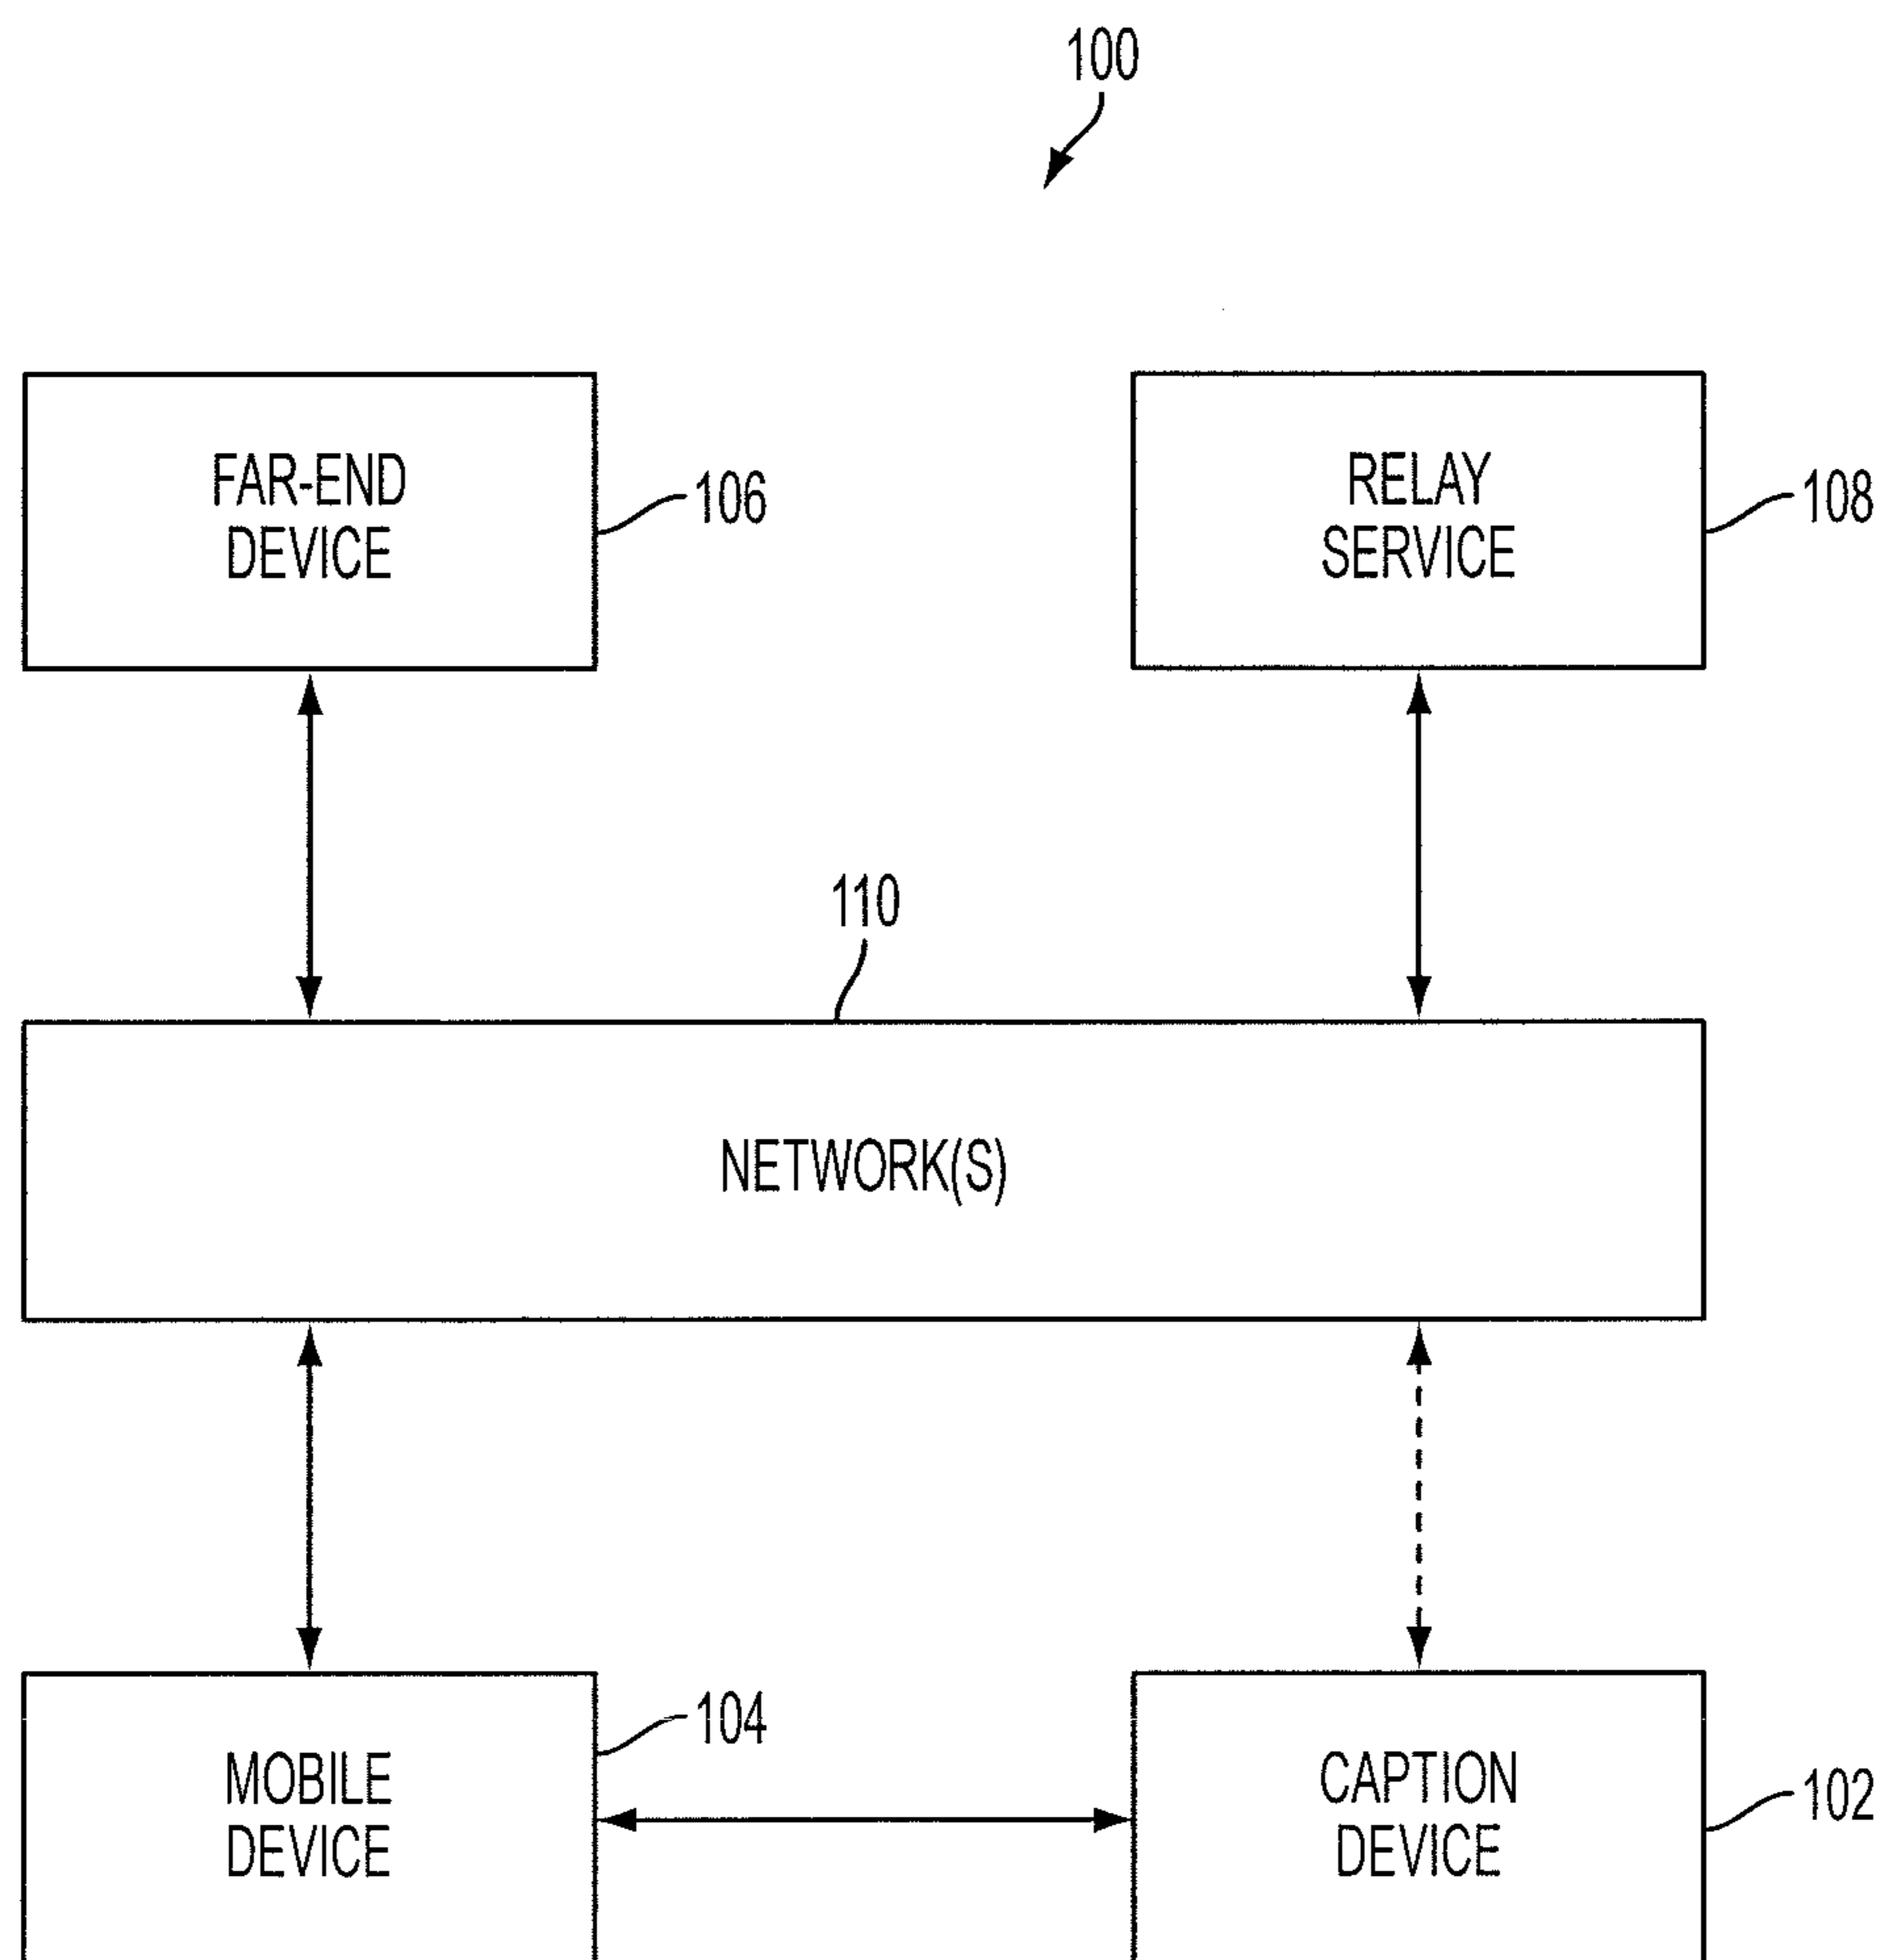 100
FAR-END
DEVICE
106
RELAY
SERVICE
108
110
NETWORK(S)
MOBILE
DEVICE
104
CAPTION
DEVICE
102